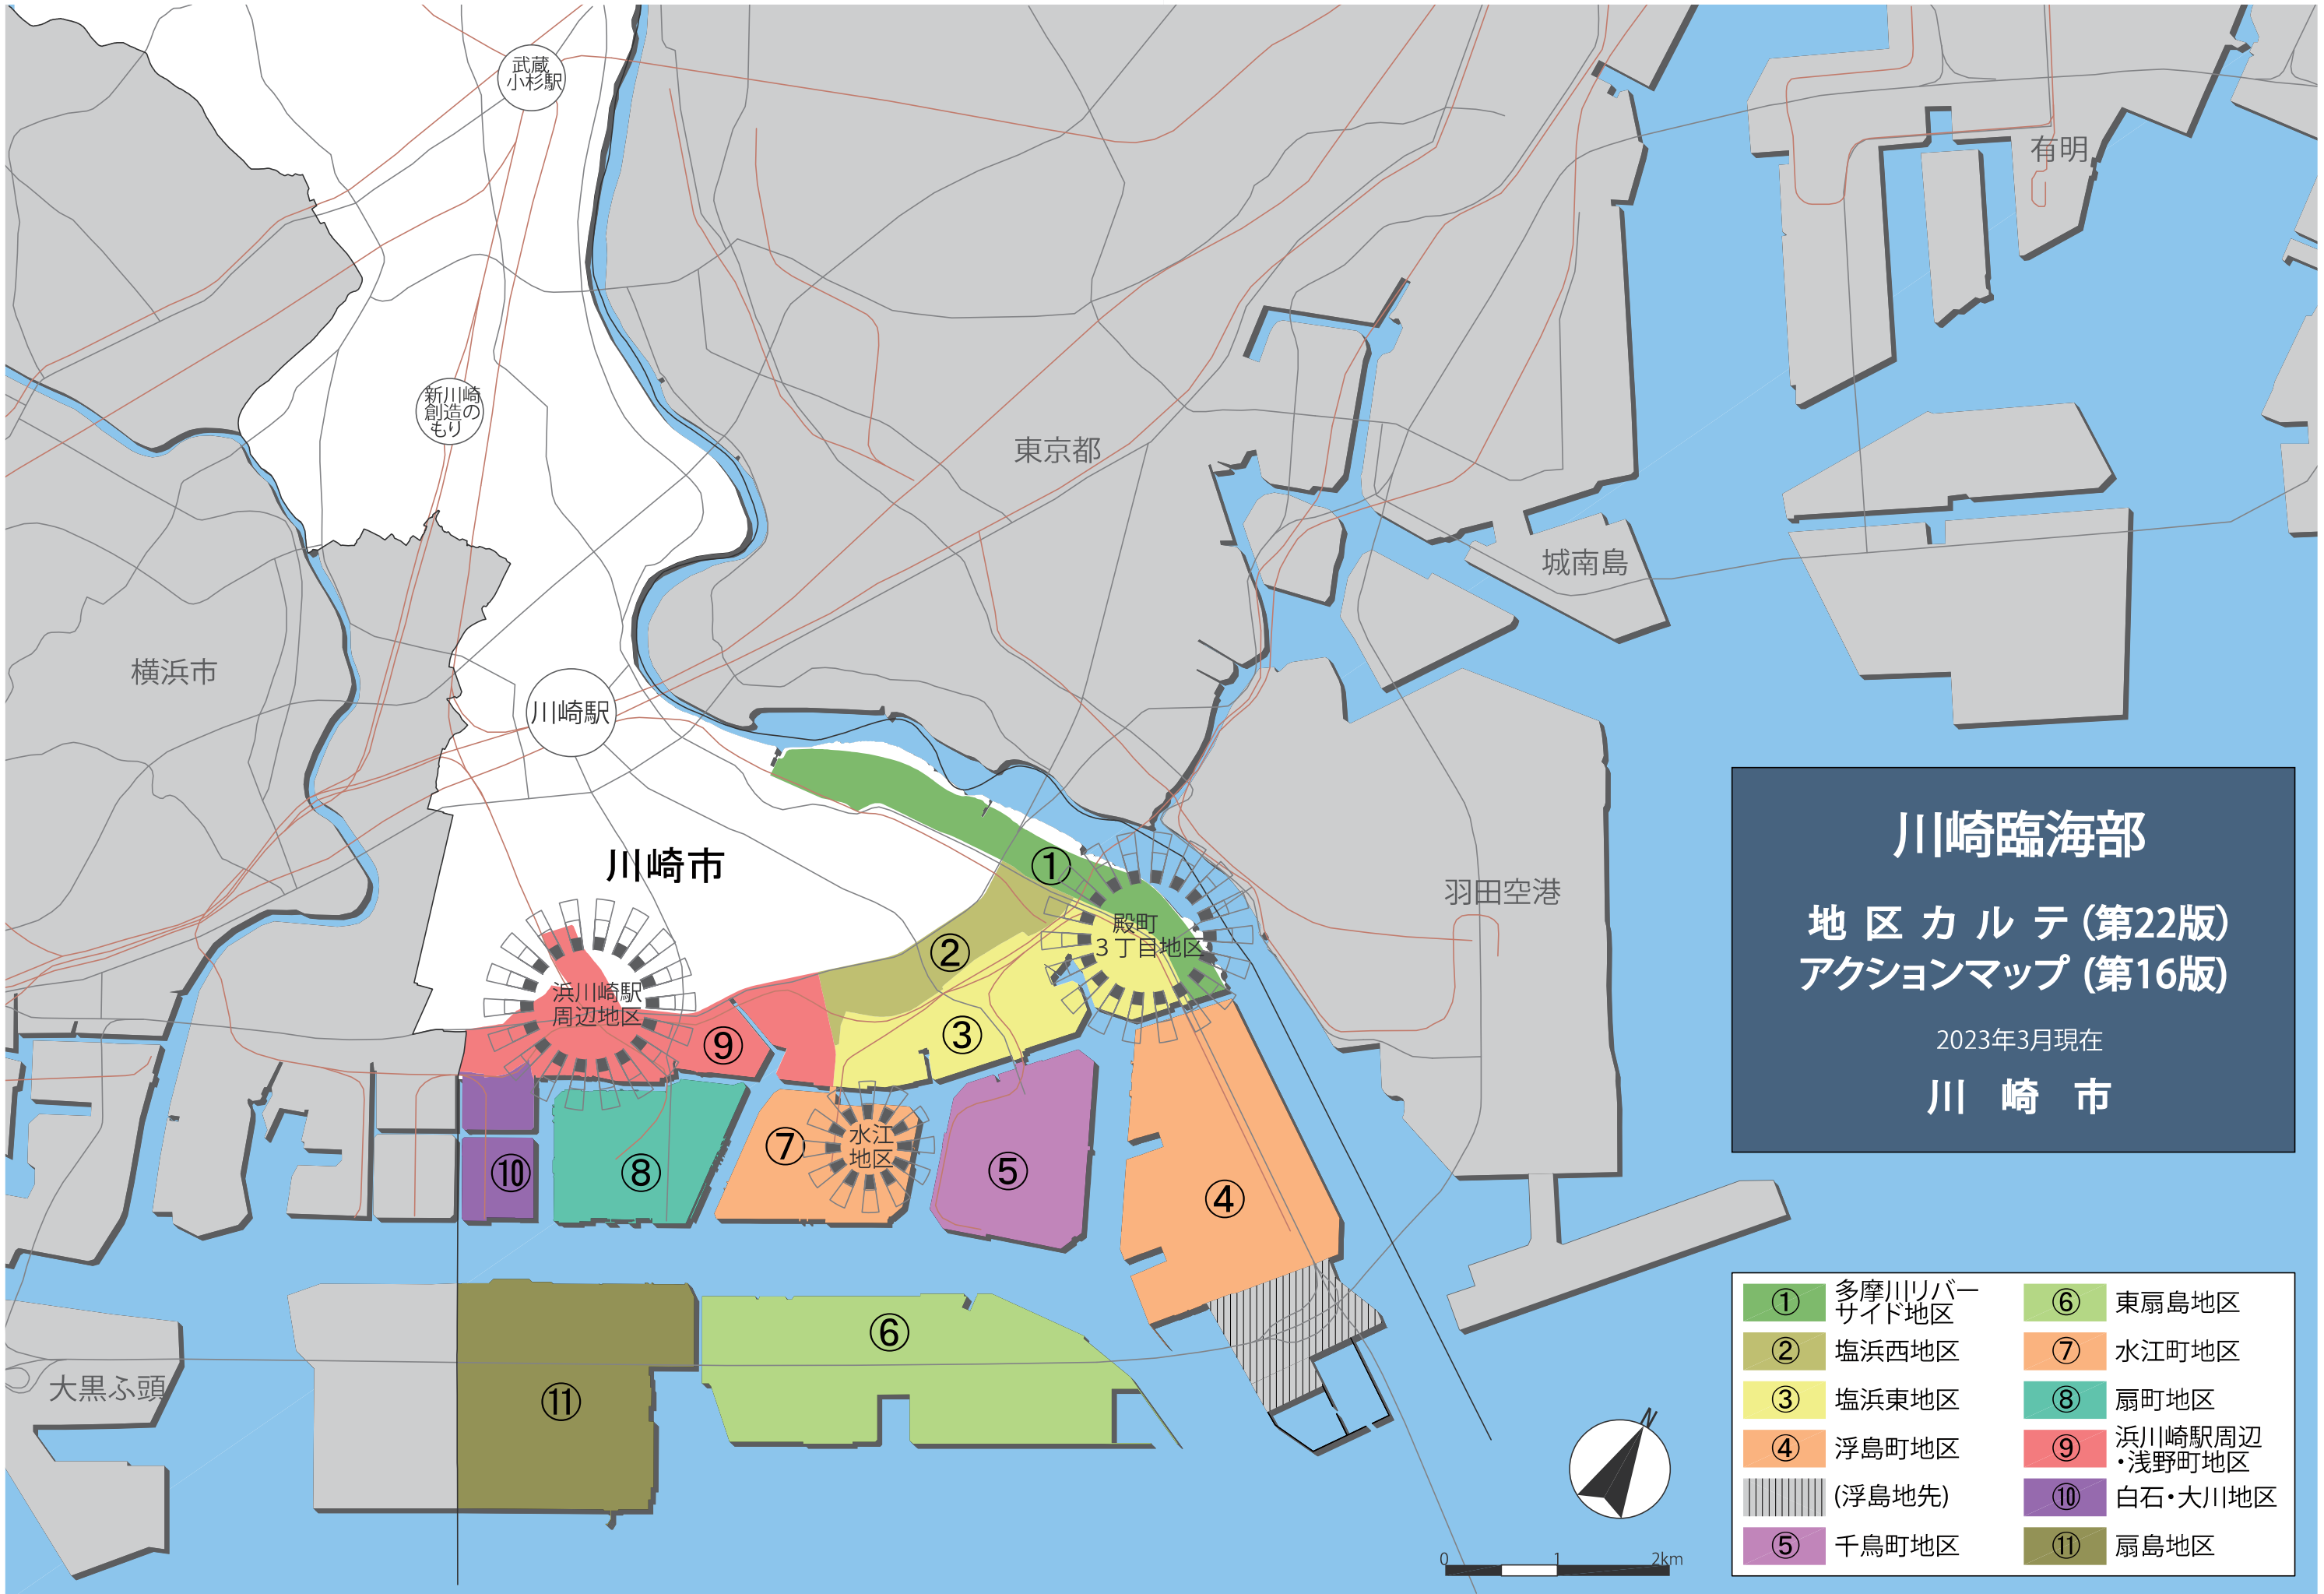 武蔵
小杉駅
有明
新川崎
創造の
もり
東京都
城南島
横浜市
川崎駅
川崎市
①
羽田空港
殿町
3丁目地区
②
浜川崎駅
周辺地区
③
⑨
水江
地区
⑦
⑤
⑧
⑩
④
⑥
大黒ふ頭
⑪
川崎臨海部
地区カルテ(第22版)
アクションマップ(第16版)
2023年3月現在
川崎市
① 多摩川リバー
サイド地区
② 塩浜西地区
③ 塩浜東地区
④ 浮島町地区
(浮島地先)
⑤ 千鳥町地区
⑥ 東扇島地区
⑦ 水江町地区
⑧ 扇町地区
⑨ 浜川崎駅周辺
・浅野町地区
⑩ 白石・大川地区
⑪ 扇島地区
N
0 1 2km